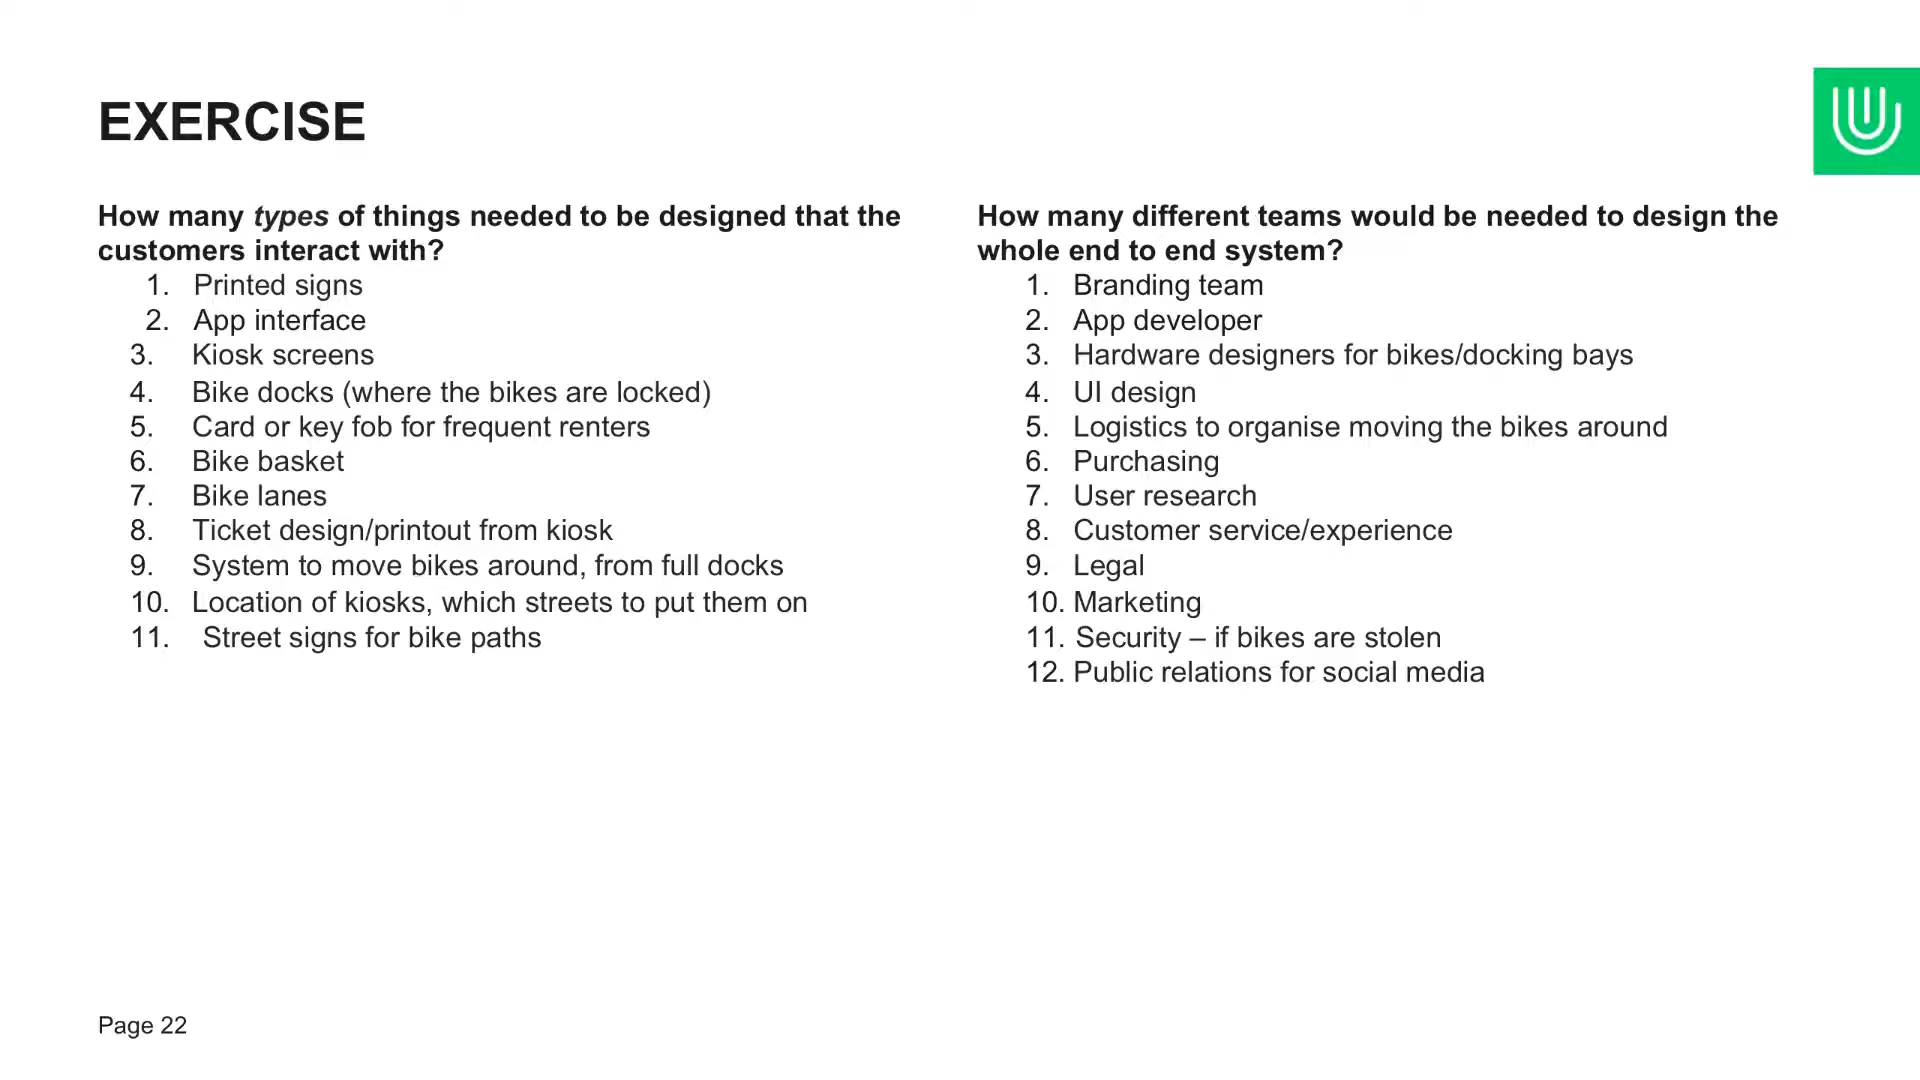 EXERCISE
How many types of things needed to be designed that the
customers interact with?
1. Printed signs
2. App interface
3. Kiosk screens
4. Bike docks (where the bikes are locked)
5. Card or key fob for frequent renters
6. Bike basket
7. Bike lanes
8. Ticket design/printout from kiosk
9. System to move bikes around, from full docks
10. Location of kiosks, which streets to put them on
11. Street signs for bike paths
How many different teams would be needed to design the
whole end to end system?
1. Branding team
2. App developer
3. Hardware designers for bikes/docking bays
4. UI design
5. Logistics to organise moving the bikes around
6. Purchasing
7. User research
8. Customer service/experience
9. Legal
10. Marketing
11. Security – if bikes are stolen
12. Public relations for social media
Page 22